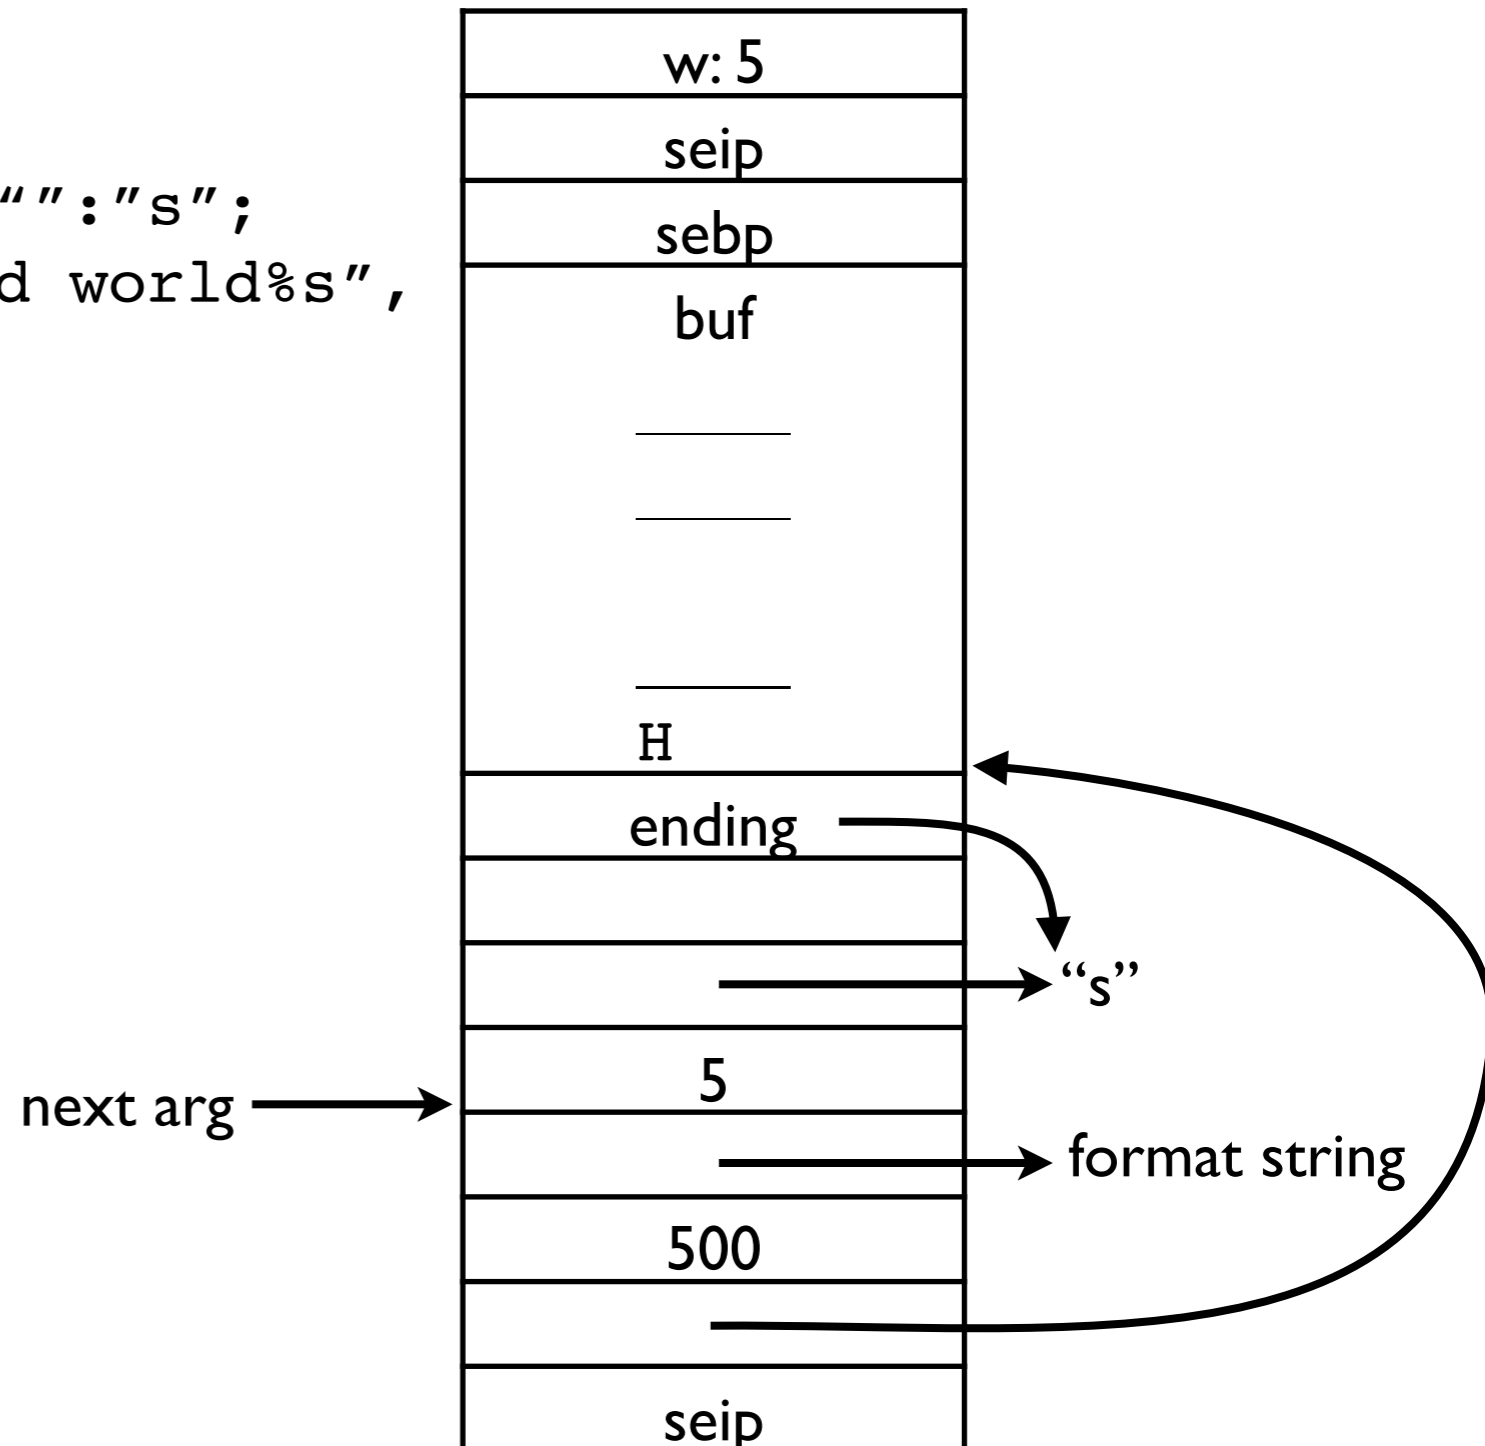 w: 5
seip
“”:”s”;
sebp
d world%s”,
buf
H
ending
“s”
5
next arg
format string
500
seip